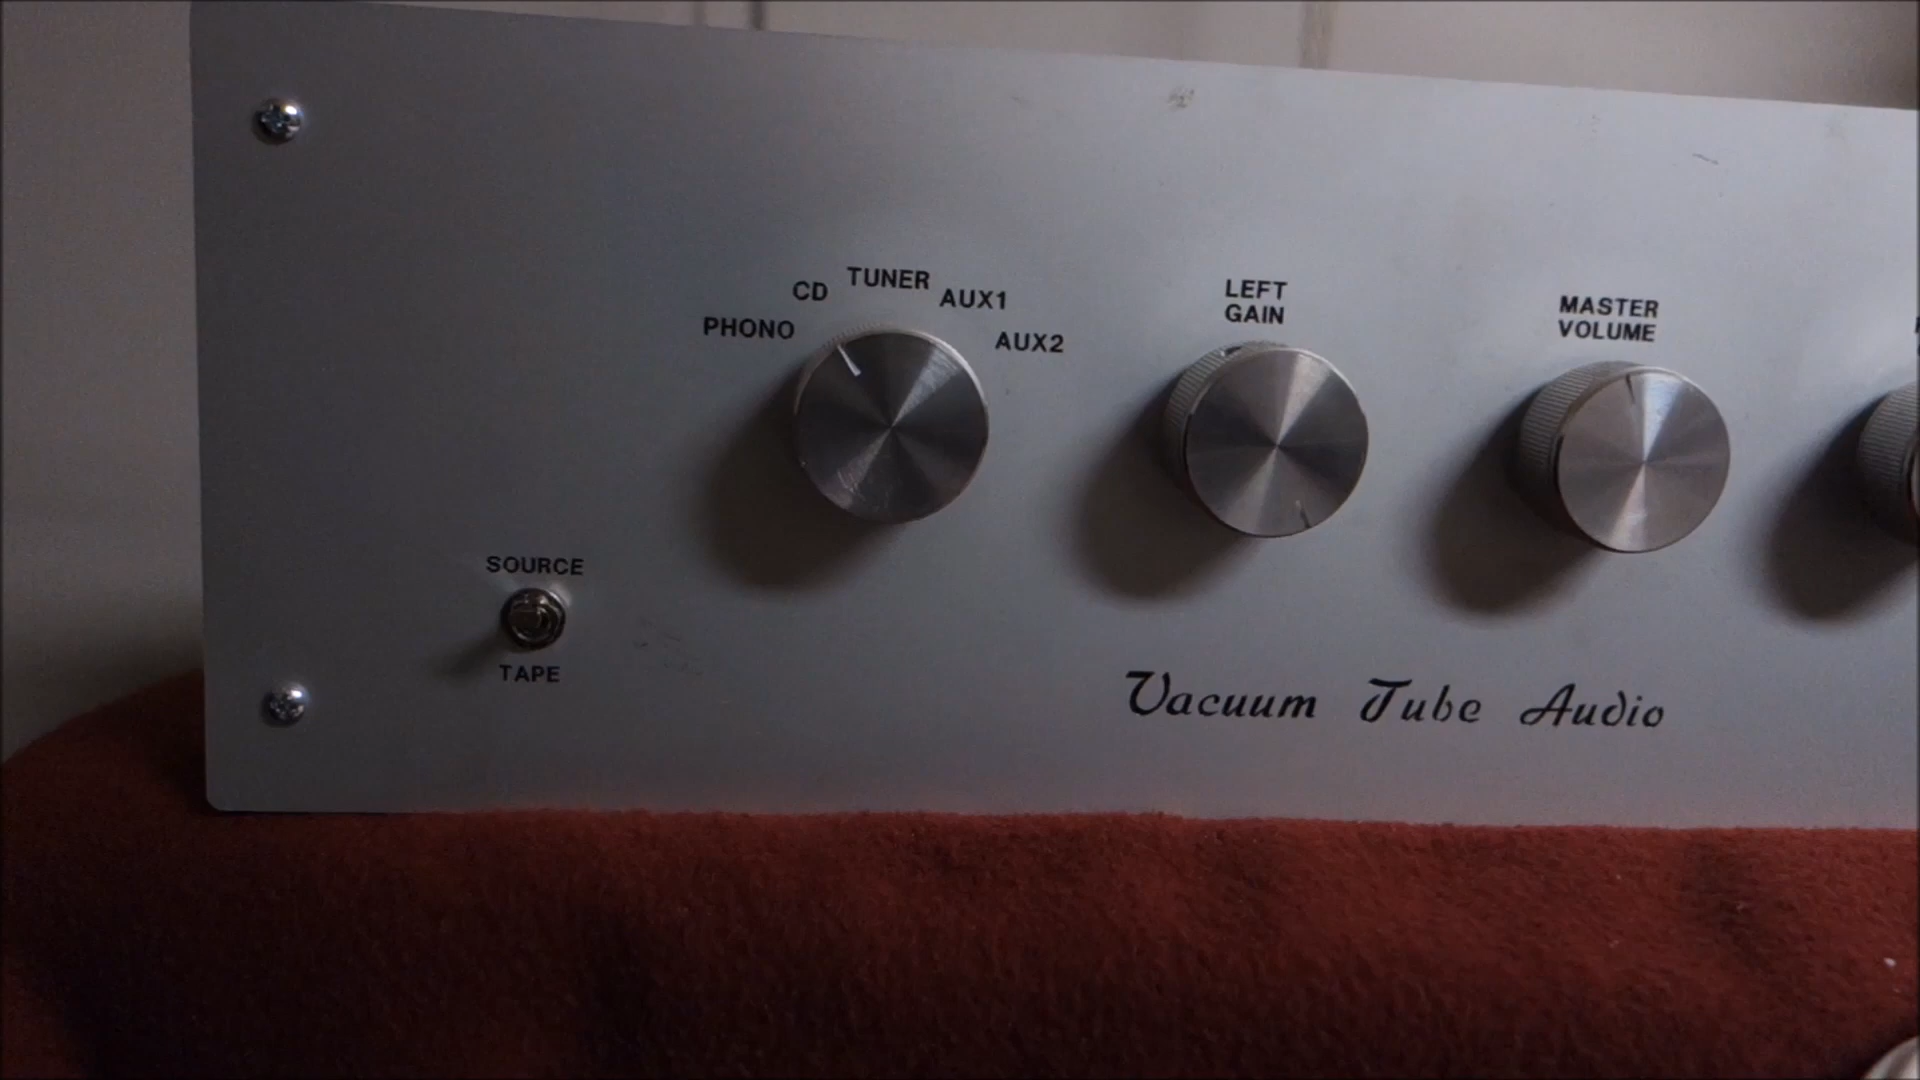 PHONO
CD
TUNER
AUX1
AUX2
LEFT
GAIN
MASTER
VOLUME
SOURCE
TAPE
Vacuum Tube Audio